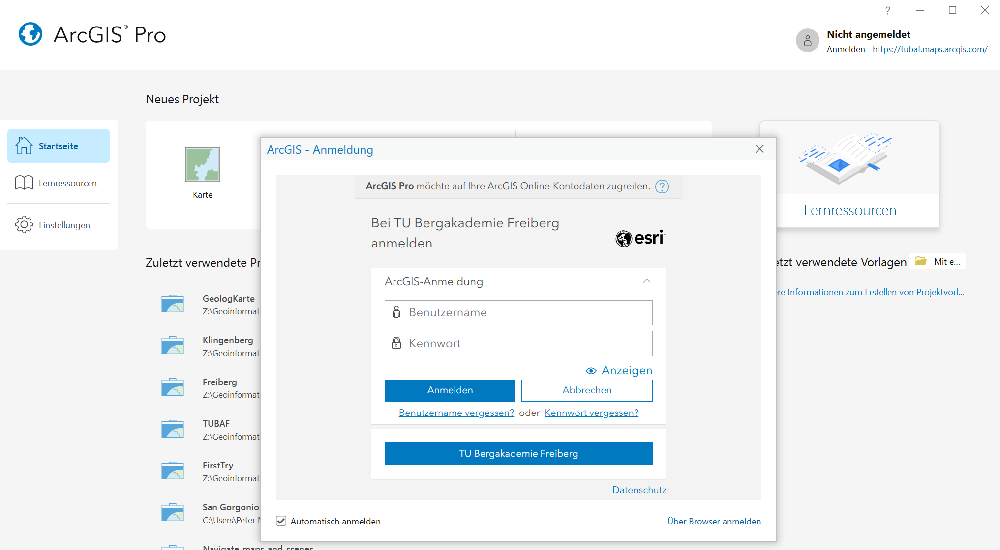 ArcGIS® Pro
?
Nicht angemeldet
Anmelden https://tubaf.maps.arcgis.com/
Neues Projekt
Startseite
Lernressourcen
Einstellungen
Karte
Lernressourcen
Zuletzt verwendete Pr
GeologKarte
Z:\Geoinformat
Klingenberg
Z:\Geoinformat
Freiberg
Z:\Geoinformat
TUBAF
Z:\Geoinformat
FirstTry
Z:\Geoinformat
San Gorgonio
C:\Users\Peter M
Navigate maps and scenes
ArcGIS - Anmeldung
ArcGIS Pro möchte auf Ihre ArcGIS Online-Kontodaten zugreifen. ?
Bei TU Bergakademie Freiberg
anmelden
esri
ArcGIS-Anmeldung
Benutzername
Kennwort
Anzeigen
Anmelden Abbrechen
Benutzername vergessen? oder Kennwort vergessen?
TU Bergakademie Freiberg
Datenschutz
Automatisch anmelden
Über Browser anmelden
etzt verwendete Vorlagen Mit e...
ere Informationen zum Erstellen von Projektvorl...